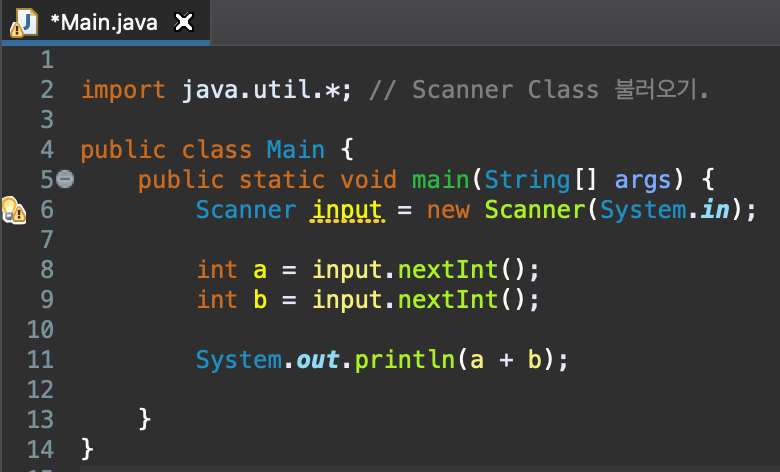 *Main.java
1
2 import java.util.*; // Scanner Class 불러오기.
3
4 public class Main {
5 public static void main(String[] args) {
6 Scanner input = new Scanner(System.in);
7
8 int a = input.nextInt();
9 int b = input.nextInt();
10
11 System.out.println(a + b);
12
13 }
14 }